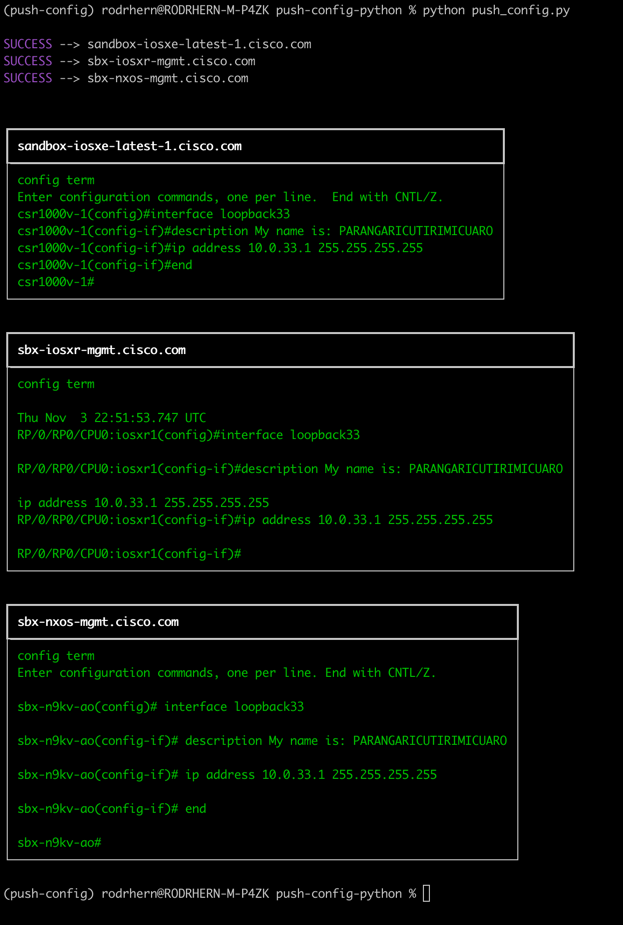 (push-config) rodrhern@RODRHERN-M-P4ZK push-config-python % python push_config.py
SUCCESS --> sandbox-iosxe-latest-1.cisco.com
SUCCESS --> sbx-iosxr-mgmt.cisco.com
SUCCESS --> sbx-nxos-mgmt.cisco.com
sandbox-iosxe-latest-1.cisco.com
config term
Enter configuration commands, one per line.  End with CNTL/Z.
csr1000v-1(config)#interface loopback33
csr1000v-1(config-if)#description My name is: PARANGARICUTIRIMICUARO
csr1000v-1(config-if)#ip address 10.0.33.1 255.255.255.255
csr1000v-1(config-if)#end
csr1000v-1#
sbx-iosxr-mgmt.cisco.com
config term
Thu Nov  3 22:51:53.747 UTC
RP/0/RP0/CPU0:iosxr1(config)#interface loopback33
RP/0/RP0/CPU0:iosxr1(config-if)#description My name is: PARANGARICUTIRIMICUARO
ip address 10.0.33.1 255.255.255.255
RP/0/RP0/CPU0:iosxr1(config-if)#ip address 10.0.33.1 255.255.255.255
RP/0/RP0/CPU0:iosxr1(config-if)#
sbx-nxos-mgmt.cisco.com
config term
Enter configuration commands, one per line. End with CNTL/Z.
sbx-n9kv-ao(config)# interface loopback33
sbx-n9kv-ao(config-if)# description My name is: PARANGARICUTIRIMICUARO
sbx-n9kv-ao(config-if)# ip address 10.0.33.1 255.255.255.255
sbx-n9kv-ao(config-if)# end
sbx-n9kv-ao#
(push-config) rodrhern@RODRHERN-M-P4ZK push-config-python %